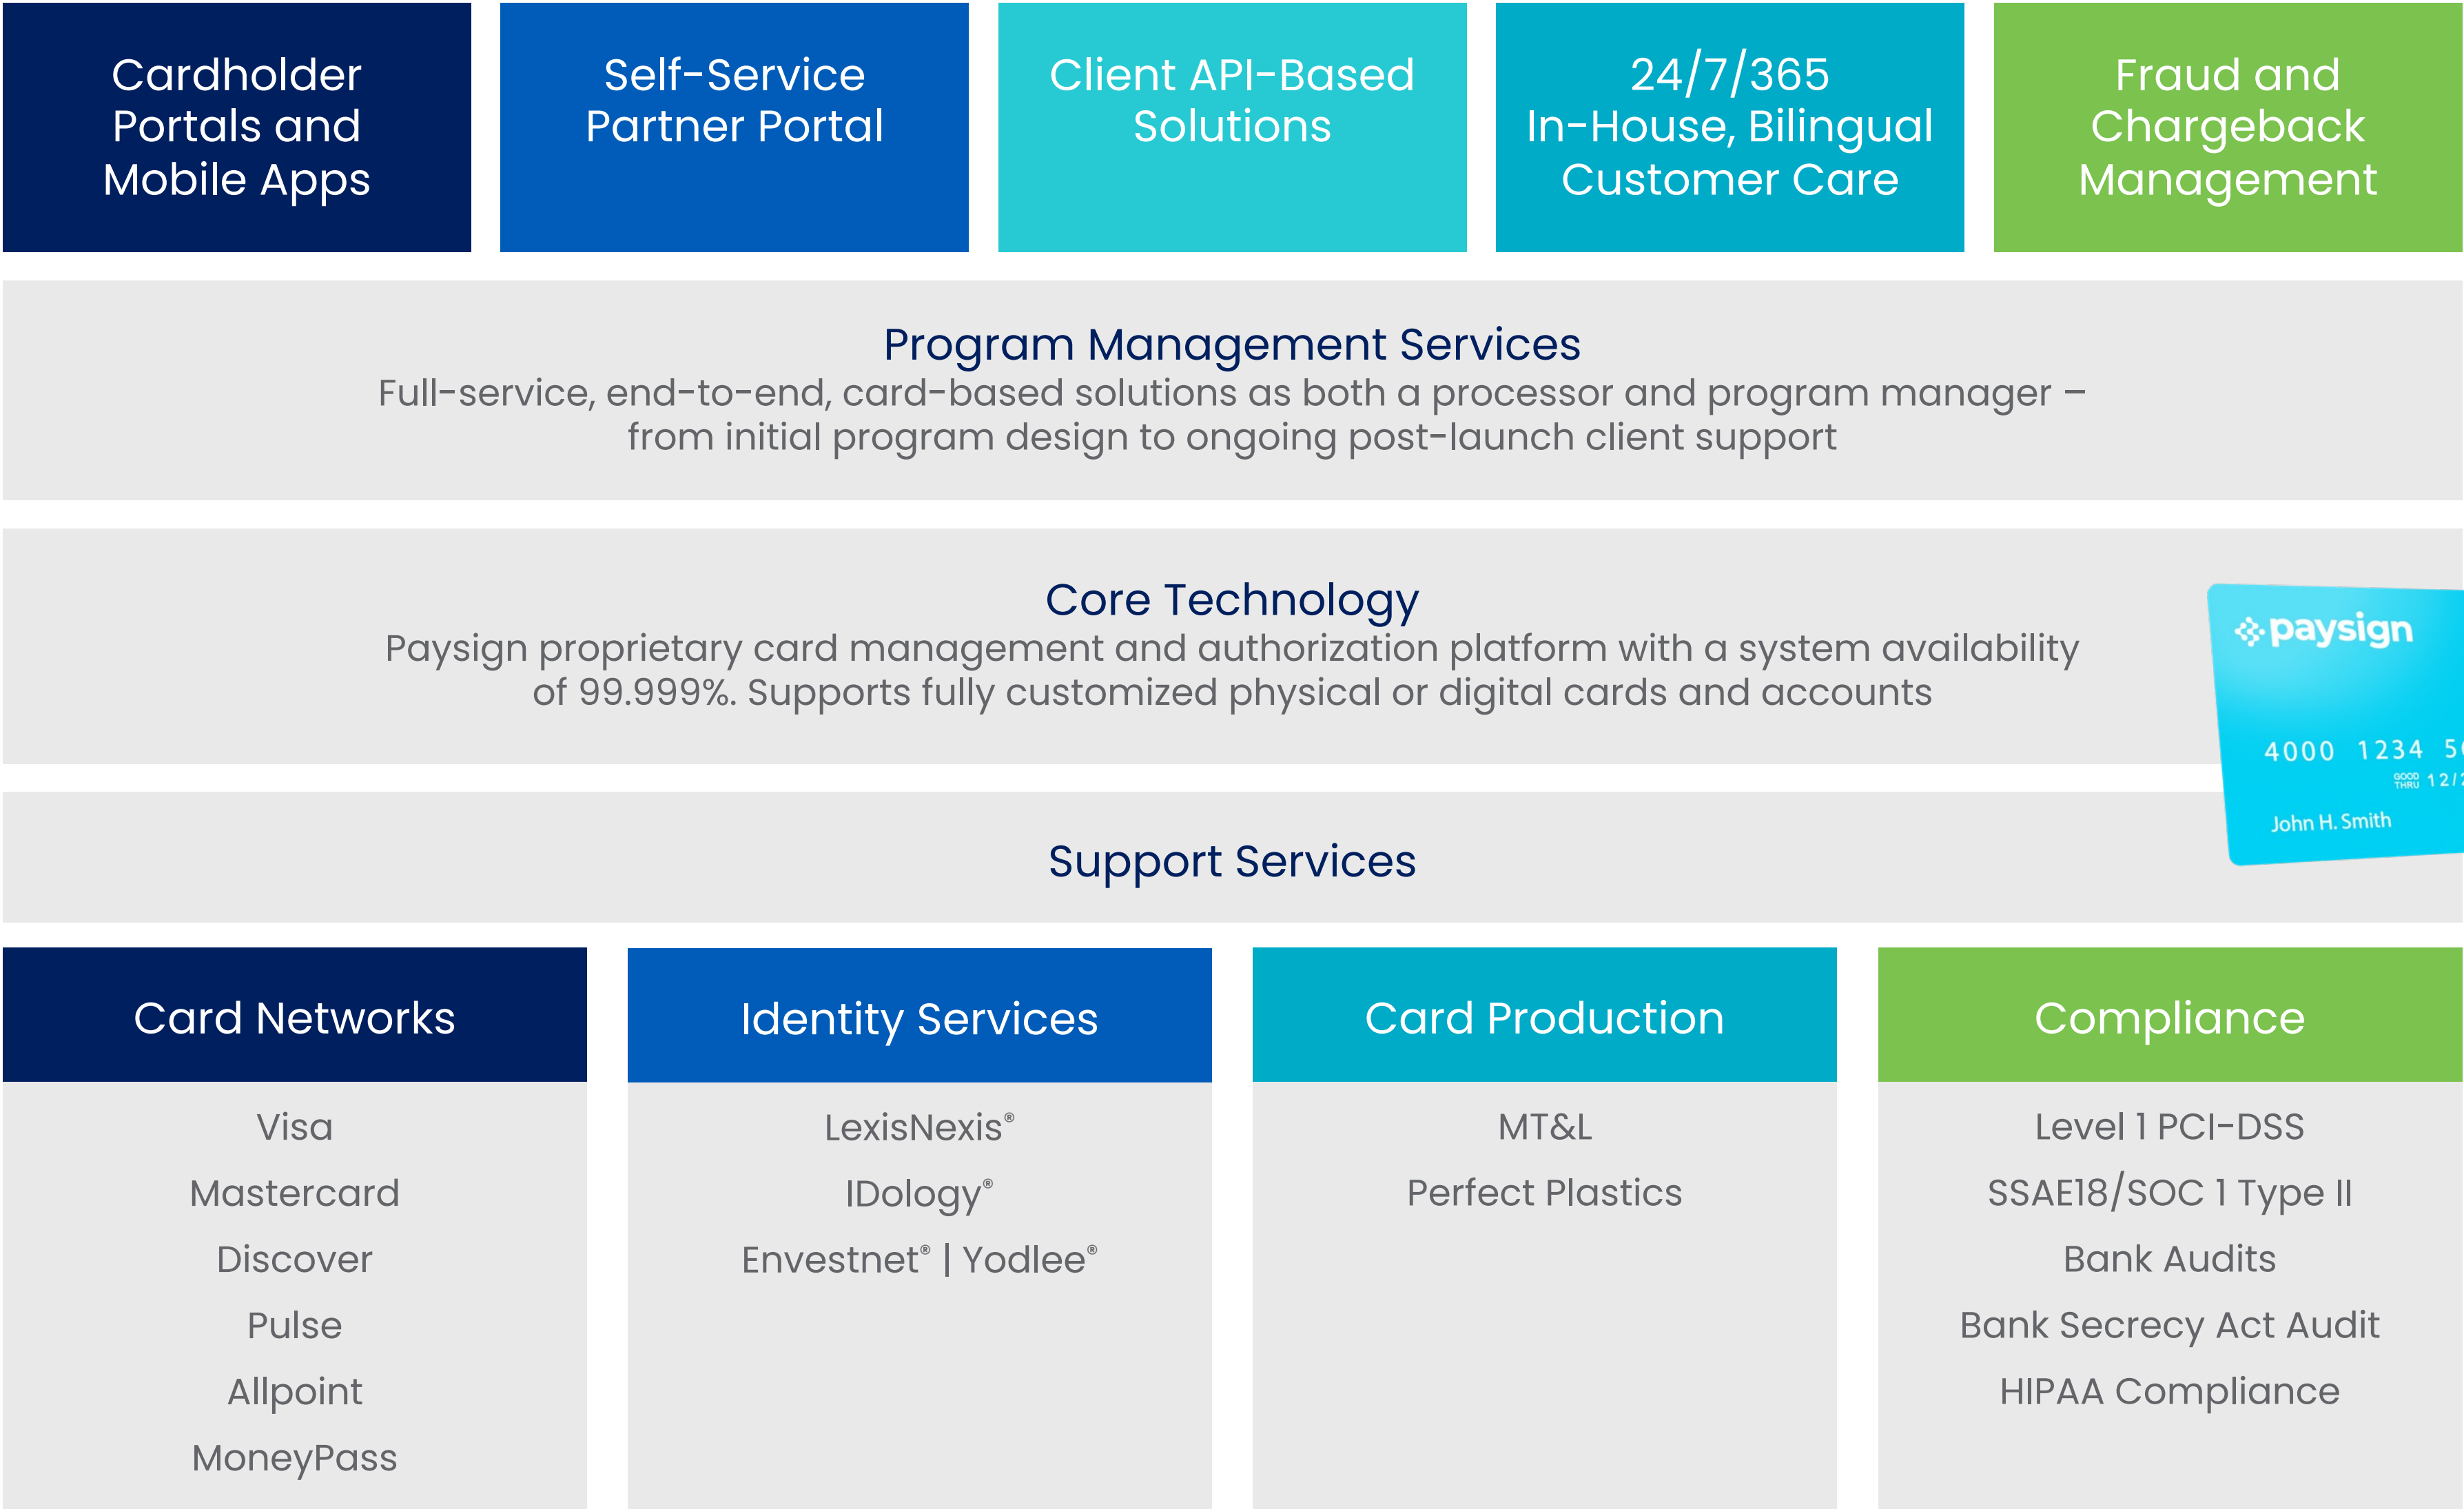 Cardholder
Portals and
Mobile Apps
Self-Service
Partner Portal
Client API-Based
Solutions
24/7/365
In-House, Bilingual
Customer Care
Fraud and
Chargeback
Management
Program Management Services
Full-service, end-to-end, card-based solutions as both a processor and program manager –
from initial program design to ongoing post-launch client support
Core Technology
Paysign proprietary card management and authorization platform with a system availability
of 99.999%. Supports fully customized physical or digital cards and accounts
paysign
4000 1234 5
GOOD
THRU 12/
John H. Smith
Support Services
Card Networks
Visa
Mastercard
Discover
Pulse
Allpoint
MoneyPass
Identity Services
LexisNexis®
IDology®
Envestnet® | Yodlee®
Card Production
MT&L
Perfect Plastics
Compliance
Level 1 PCI-DSS
SSAE18/SOC 1 Type II
Bank Audits
Bank Secrecy Act Audit
HIPAA Compliance